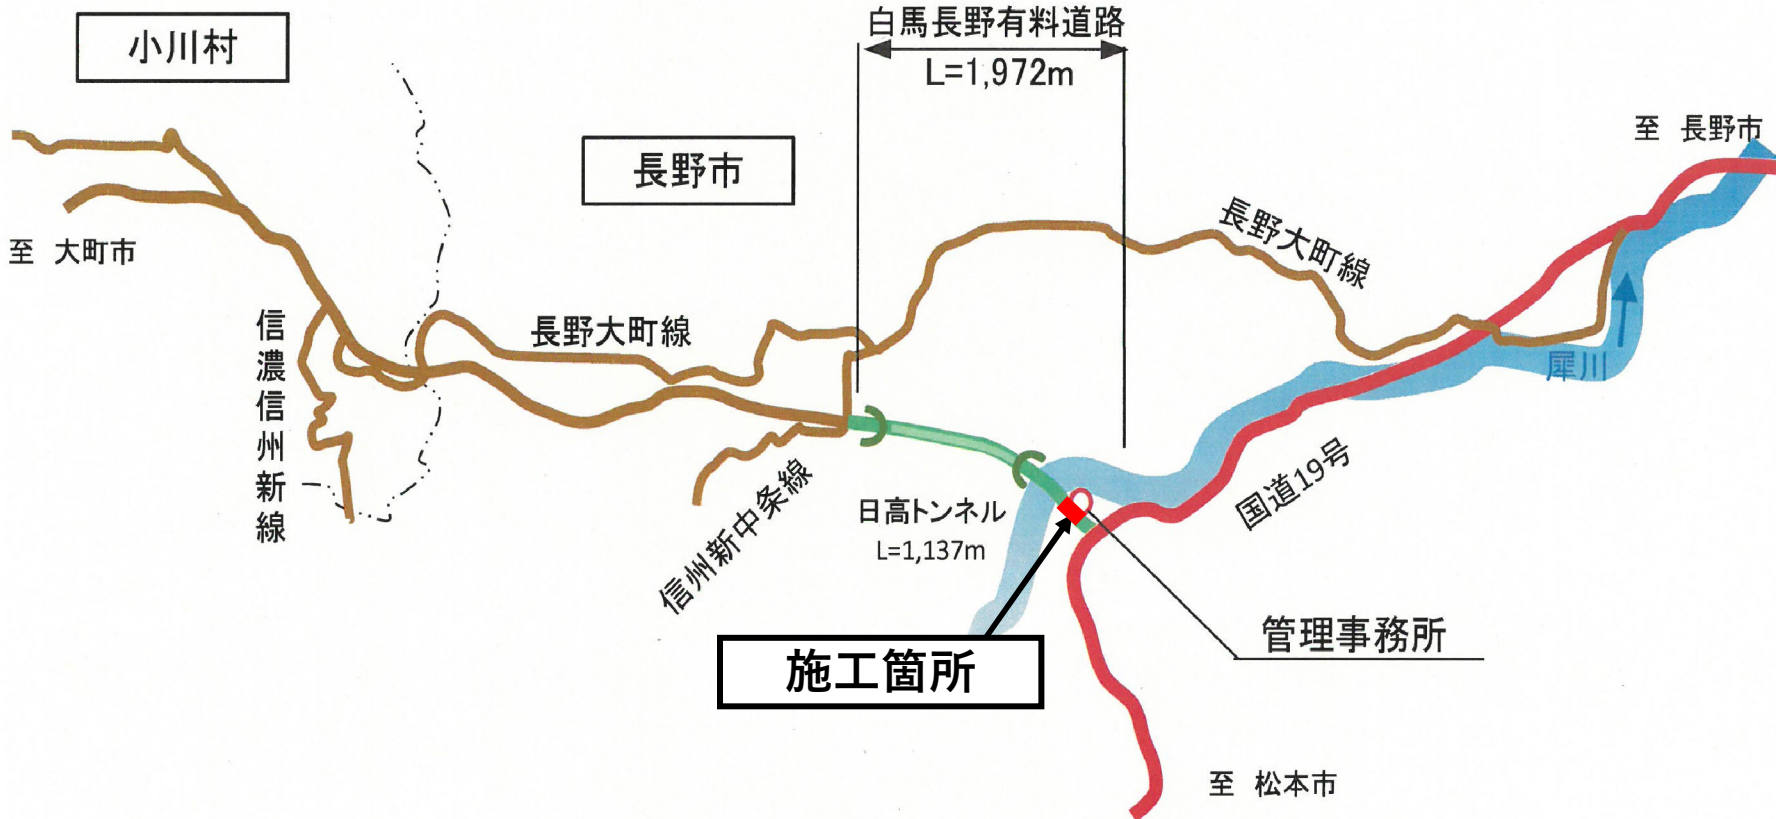 白馬長野有料道路
L=1,972m
小川村
長野市
至 長野市
至 大町市
長野大町線
長野大町線
信濃信州新線
信州新中条線
日高トンネル
L=1,137m
国道19号
犀川
施工箇所
管理事務所
至 松本市